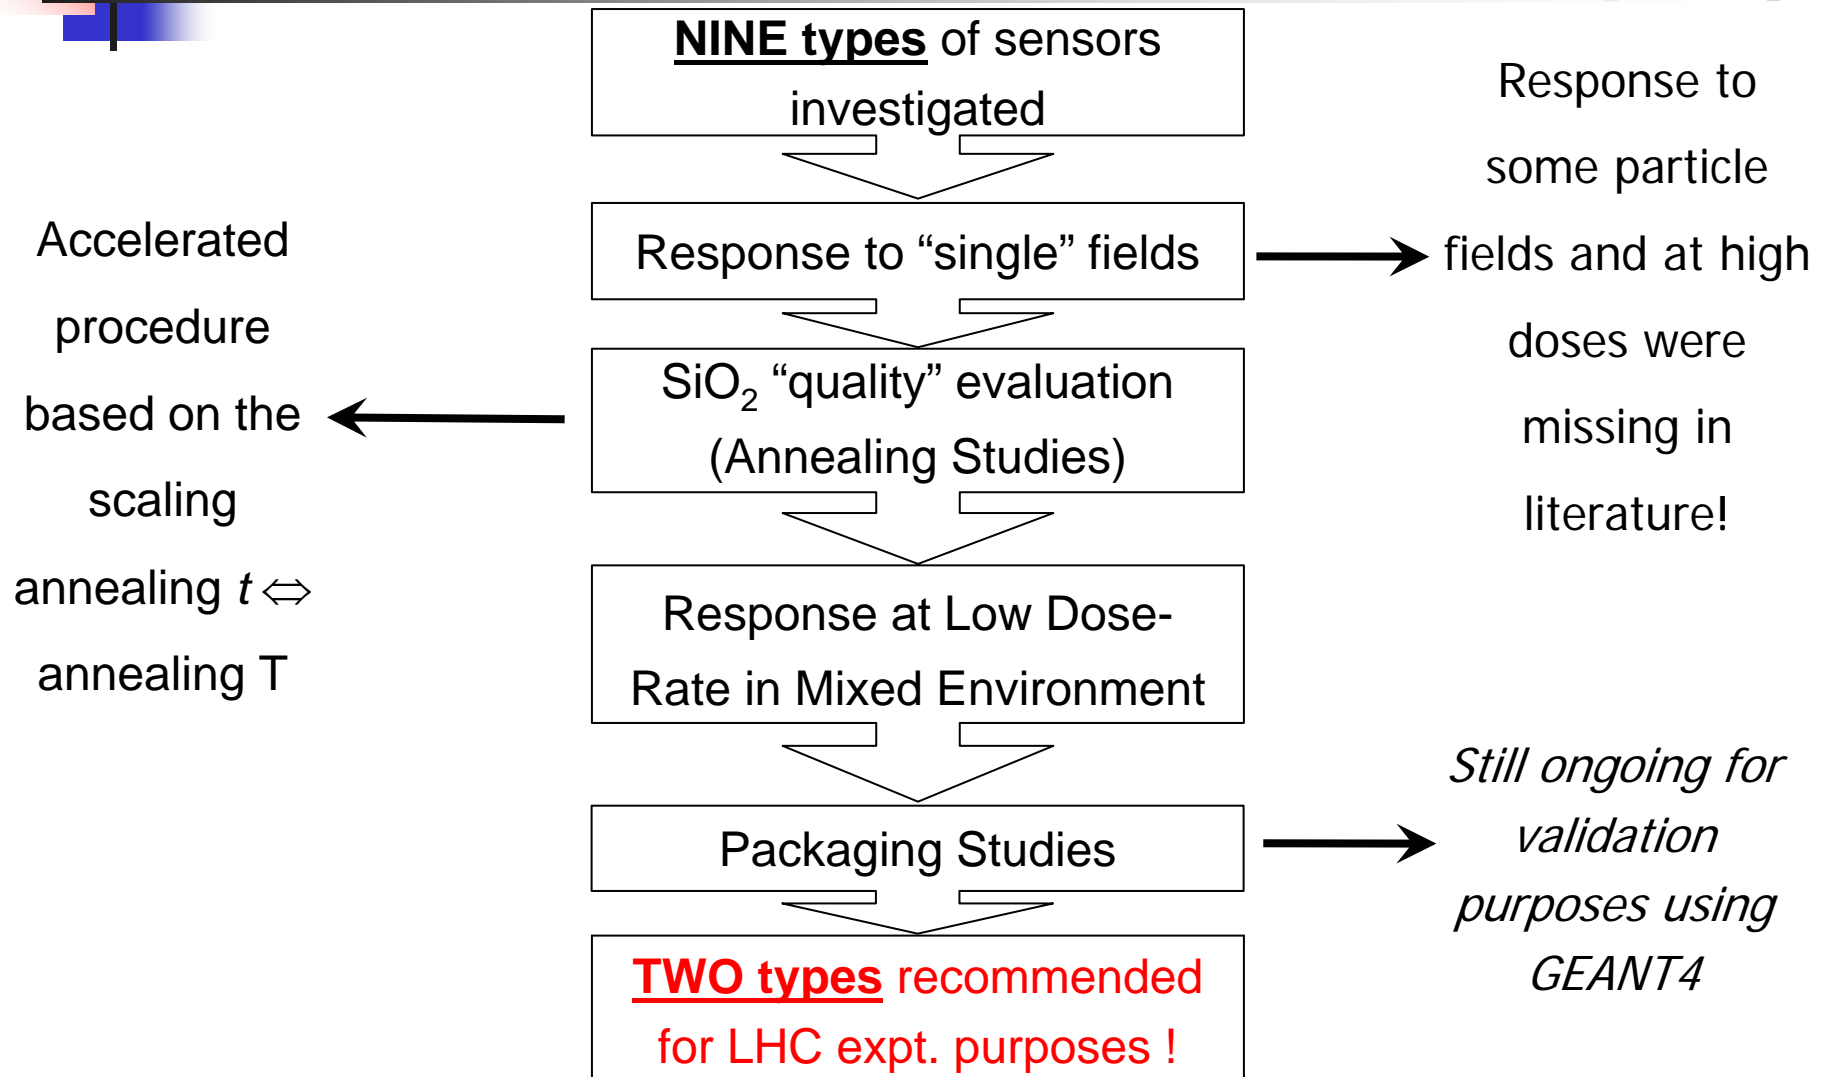 NINE types of sensors
investigated
Response to “single” fields
SiO2 “quality” evaluation
(Annealing Studies)
Response at Low Dose-
Rate in Mixed Environment
Packaging Studies
TWO types recommended
for LHC expt. purposes !
Accelerated
procedure
based on the
scaling
annealing t ⇔
annealing T
Response to
some particle
fields and at high
doses were
missing in
literature!
Still ongoing for
validation
purposes using
GEANT4